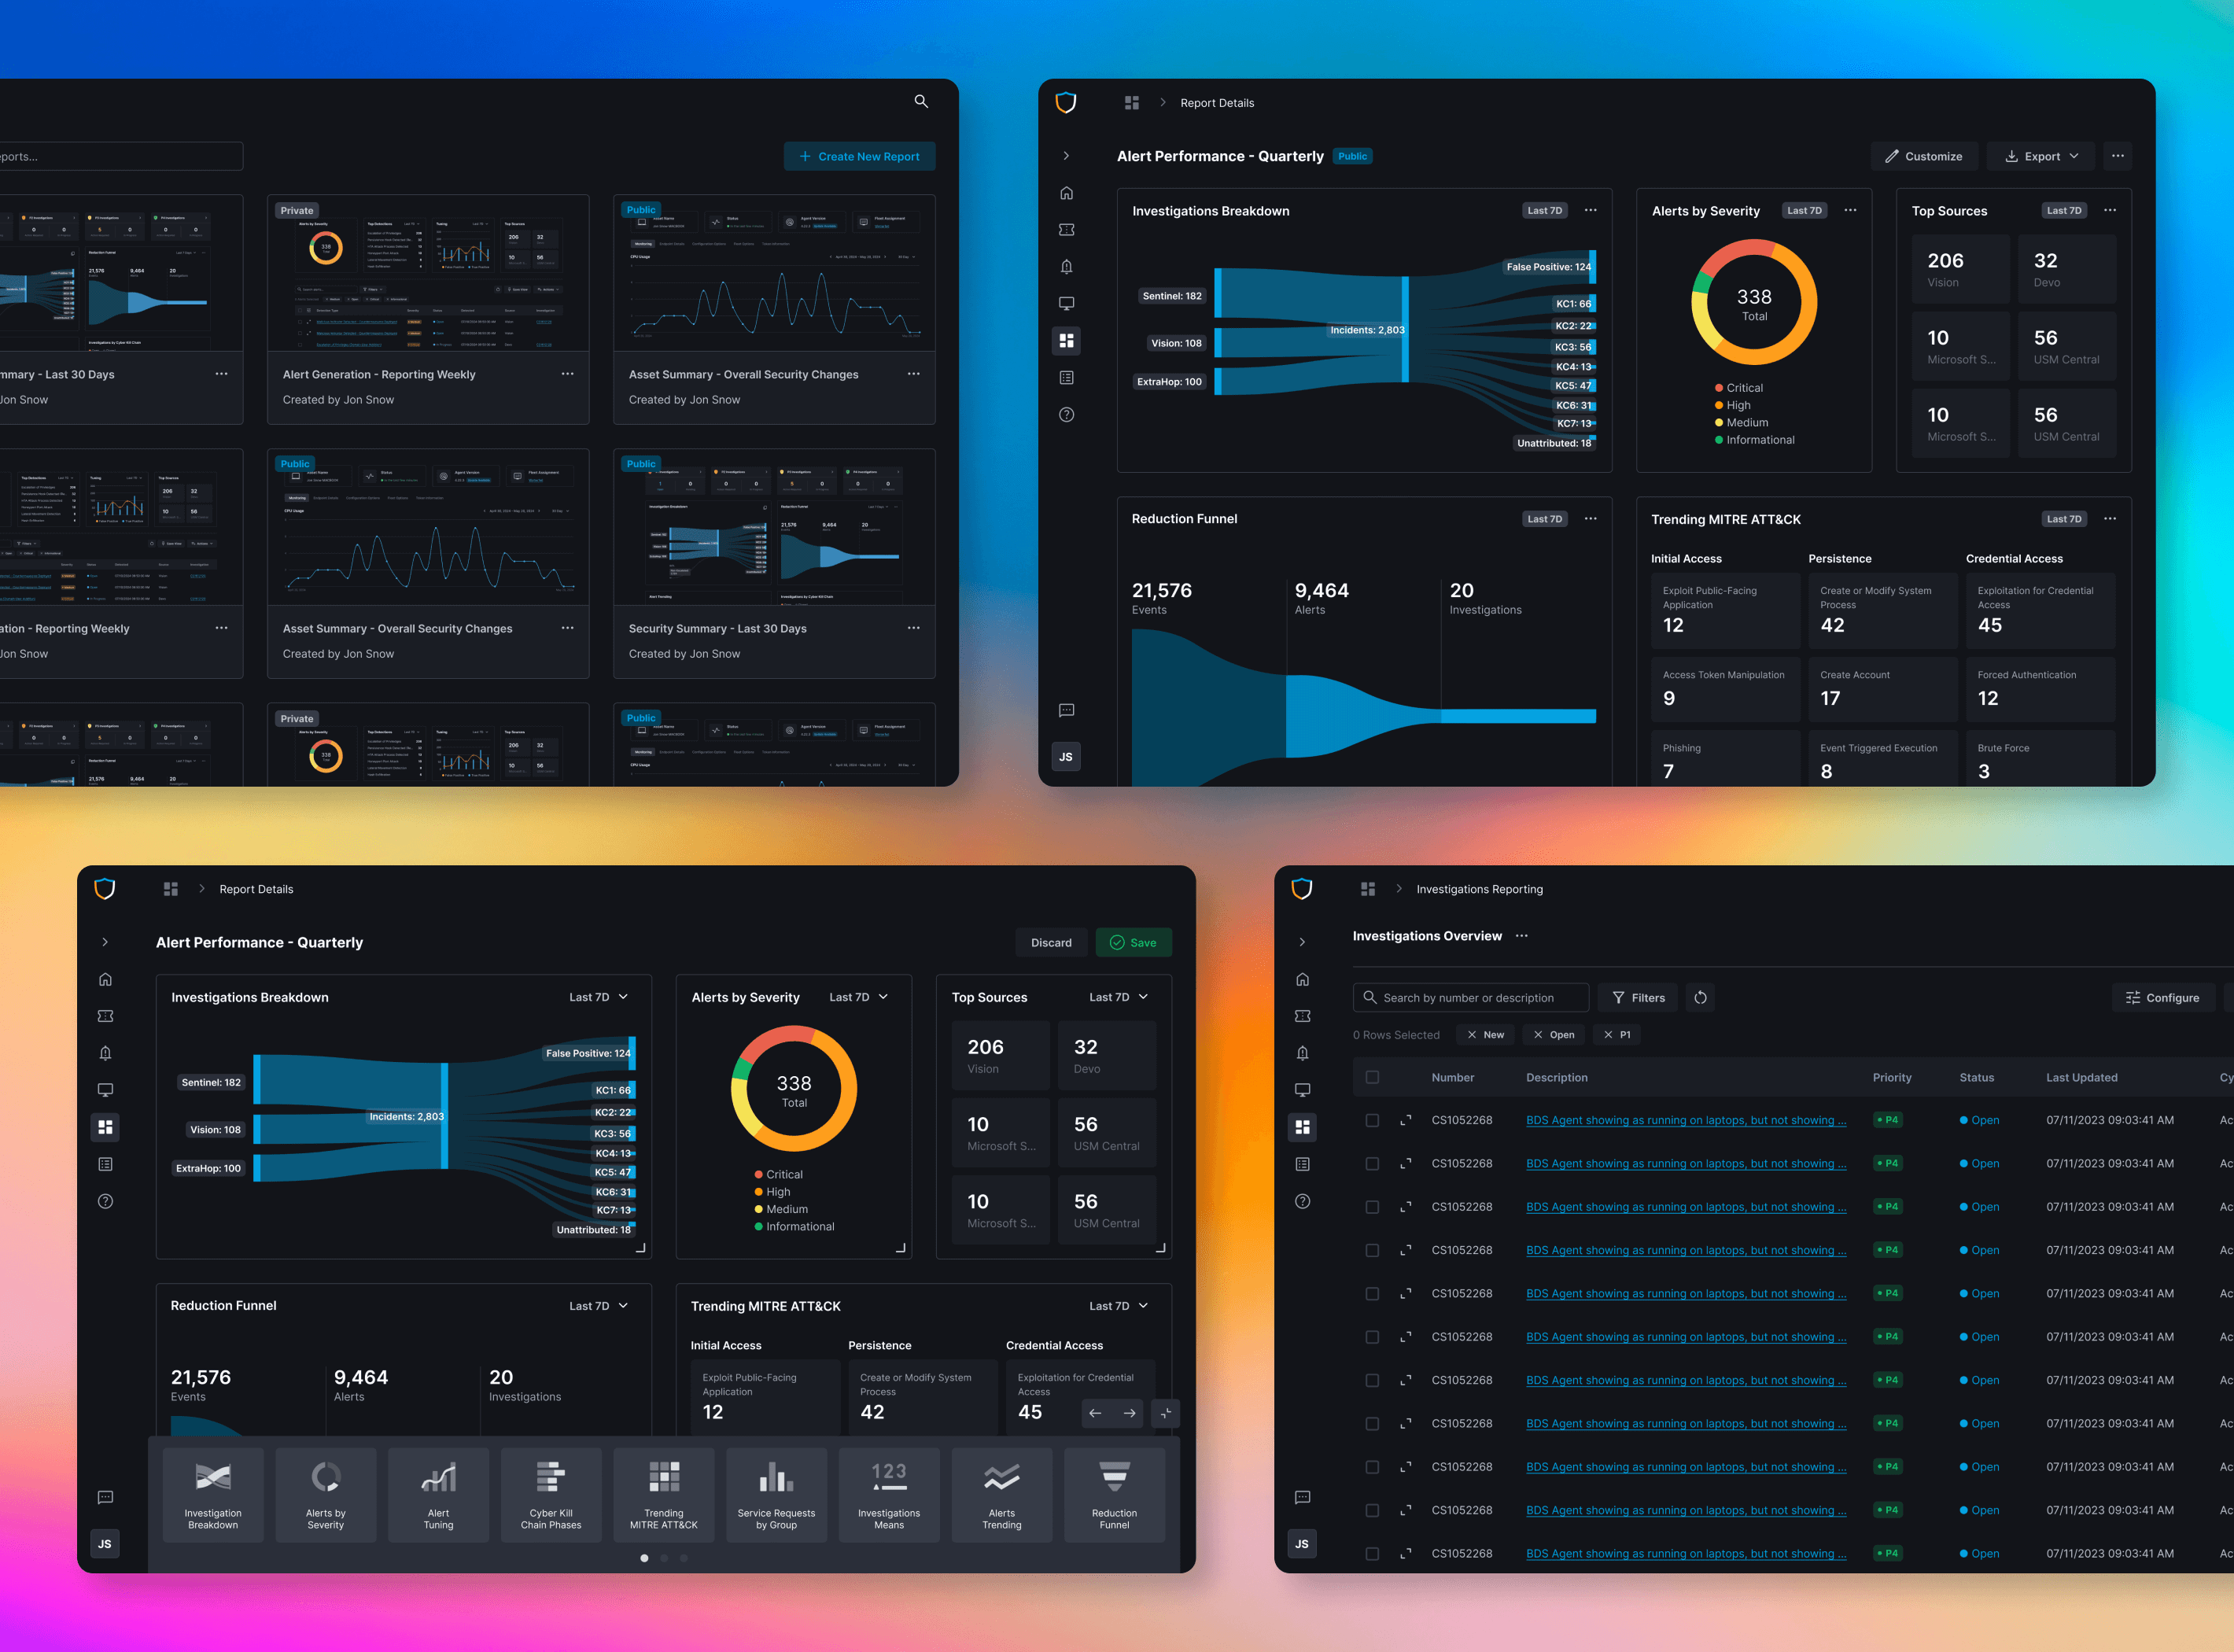 ports...
Create New Report
Private
Public
mmary - Last 30 Days
Alert Generation - Reporting Weekly
Created by Jon Snow
Asset Summary - Overall Security Changes
Created by Jon Snow
Public
Public
ation - Reporting Weekly
Jon Snow
Asset Summary - Overall Security Changes
Created by Jon Snow
Security Summary - Last 30 Days
Created by Jon Snow
Private
Public
Report Details
Alert Performance - Quarterly
Public
Customize
Export
Investigations Breakdown
Last 7D
Sentinel: 182
Vision: 108
ExtraHop: 100
Incidents: 2,803
False Positive: 124
KC1: 66
KC2: 22
KC3: 56
KC4: 13
KC5: 47
KC6: 31
KC7: 13
Unattributed: 18
Alerts by Severity
Last 7D
338
Total
Critical
High
Medium
Informational
Top Sources
Last 7D
206
Vision
32
Devo
10
Microsoft S...
56
USM Central
10
Microsoft S...
56
USM Central
Reduction Funnel
Last 7D
21,576
Events
9,464
Alerts
20
Investigations
Trending MITRE ATT&CK
Last 7D
Initial Access
Persistence
Credential Access
Exploit Public-Facing
Application
12
Create or Modify System
Process
42
Exploitation for Credential
Access
45
Access Token Manipulation
9
Create Account
17
Forced Authentication
12
Phishing
7
Event Triggered Execution
8
Brute Force
3
JS
Report Details
Alert Performance - Quarterly
Discard
Save
Investigations Breakdown
Last 7D
Sentinel: 182
Vision: 108
ExtraHop: 100
Incidents: 2,803
False Positive: 124
KC1: 66
KC2: 22
KC3: 56
KC4: 13
KC5: 47
KC6: 31
KC7: 13
Unattributed: 18
Alerts by Severity
Last 7D
338
Total
Critical
High
Medium
Informational
Top Sources
Last 7D
206
Vision
32
Devo
10
Microsoft S...
56
USM Central
10
Microsoft S...
56
USM Central
Reduction Funnel
Last 7D
21,576
Events
9,464
Alerts
20
Investigations
Trending MITRE ATT&CK
Last 7D
Initial Access
Persistence
Credential Access
Exploit Public-Facing
Application
12
Create or Modify System
Process
42
Exploitation for Credential
Access
45
Investigation
Breakdown
Alerts by
Severity
Alert
Tuning
Cyber Kill
Chain Phases
Trending
MITRE ATT&CK
Service Requests
by Group
123
Investigations
Means
Alerts
Trending
Reduction
Funnel
JS
Investigations Reporting
Investigations Overview
Search by number or description
Filters
Configure
0 Rows Selected
New
Open
P1
Number Description Priority Status Last Updated Cy
CS1052268 BDS Agent showing as running on laptops, but not showing ... P4 Open 07/11/2023 09:03:41 AM Ac
CS1052268 BDS Agent showing as running on laptops, but not showing ... P4 Open 07/11/2023 09:03:41 AM Ac
CS1052268 BDS Agent showing as running on laptops, but not showing ... P4 Open 07/11/2023 09:03:41 AM Ac
CS1052268 BDS Agent showing as running on laptops, but not showing ... P4 Open 07/11/2023 09:03:41 AM Ac
CS1052268 BDS Agent showing as running on laptops, but not showing ... P4 Open 07/11/2023 09:03:41 AM Ac
CS1052268 BDS Agent showing as running on laptops, but not showing ... P4 Open 07/11/2023 09:03:41 AM Ac
CS1052268 BDS Agent showing as running on laptops, but not showing ... P4 Open 07/11/2023 09:03:41 AM Ac
CS1052268 BDS Agent showing as running on laptops, but not showing ... P4 Open 07/11/2023 09:03:41 AM Ac
CS1052268 BDS Agent showing as running on laptops, but not showing ... P4 Open 07/11/2023 09:03:41 AM Ac
CS1052268 BDS Agent showing as running on laptops, but not showing ... P4 Open 07/11/2023 09:03:41 AM Ac
CS1052268 BDS Agent showing as running on laptops, but not showing ... P4 Open 07/11/2023 09:03:41 AM Ac
JS